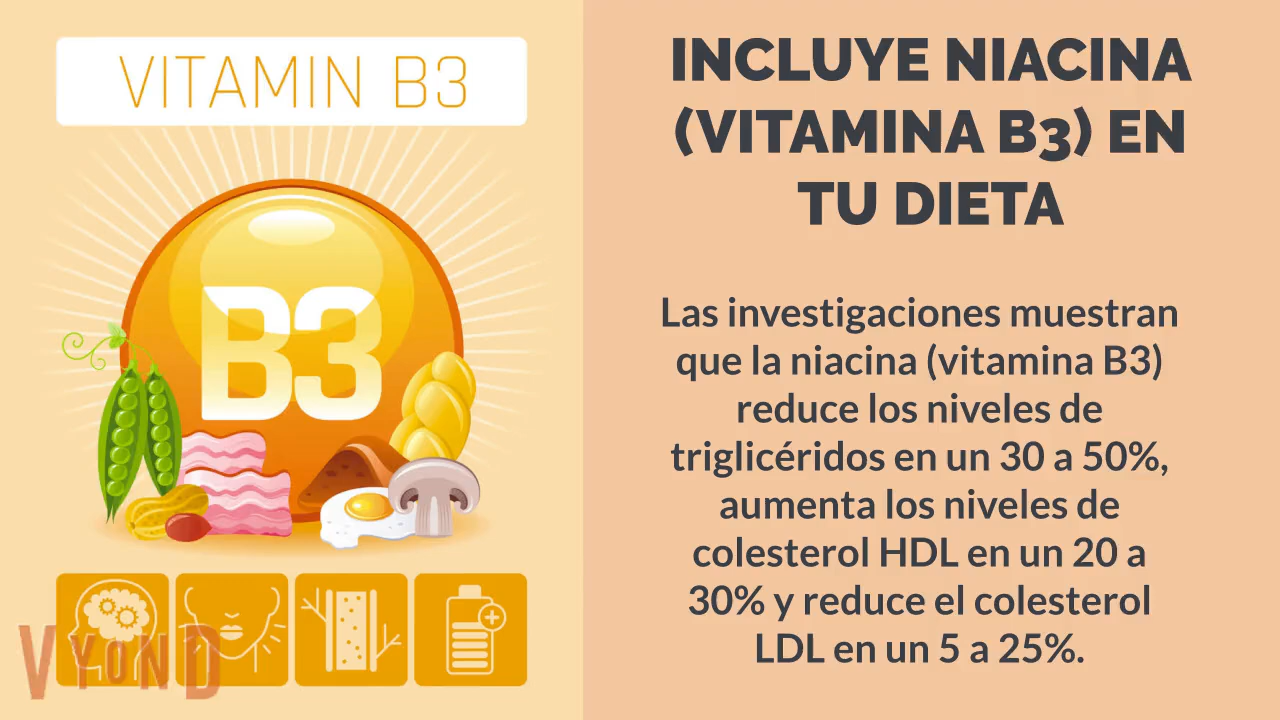 VITAMIN B3
B3
VYOND
INCLUYE NIACINA
(VITAMINA B3) EN
TU DIETA
Las investigaciones muestran
que la niacina (vitamina B3)
reduce los niveles de
triglicéridos en un 30 a 50%,
aumenta los niveles de
colesterol HDL en un 20 a
30% y reduce el colesterol
LDL en un 5 a 25%.